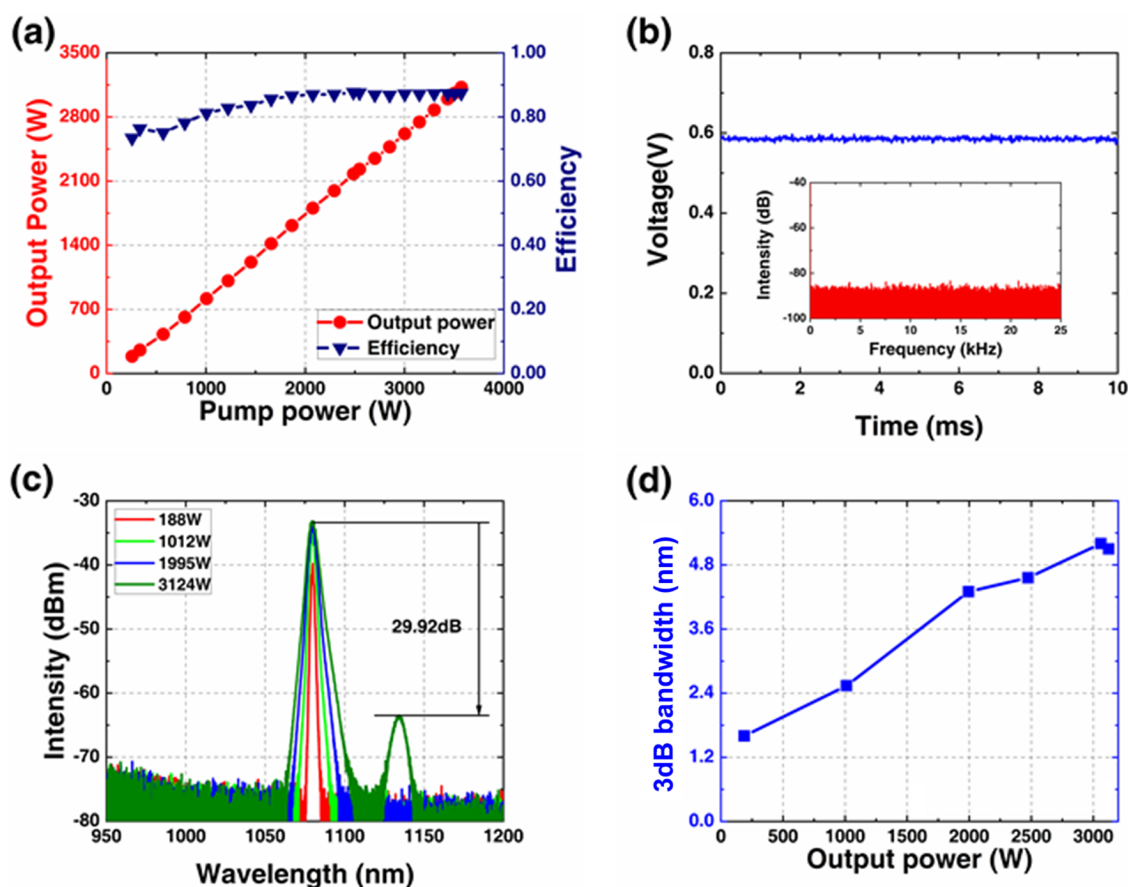 (a)
3500
2800
2100
1400
700
0
Output Power (W)
0 1000 2000 3000 4000
Pump power (W)
1.00
0.80
0.60
0.40
0.20
0.00
Efficiency
Output power
Efficiency
(b)
0.8
0.6
0.4
0.2
0.0
Voltage(V)
0 2 4 6 8 10
Time (ms)
-40
-60
-80
-100
Intensity (dB)
0 5 10 15 20 25
Frequency (kHz)
(c)
-30
-40
-50
-60
-70
-80
Intensity (dBm)
188W
1012W
1995W
3124W
29.92dB
950 1000 1050 1100 1150 1200
Wavelength (nm)
(d)
6.0
4.8
3.6
2.4
1.2
0.0
3dB bandwidth (nm)
0 500 1000 1500 2000 2500 3000
Output power (W)